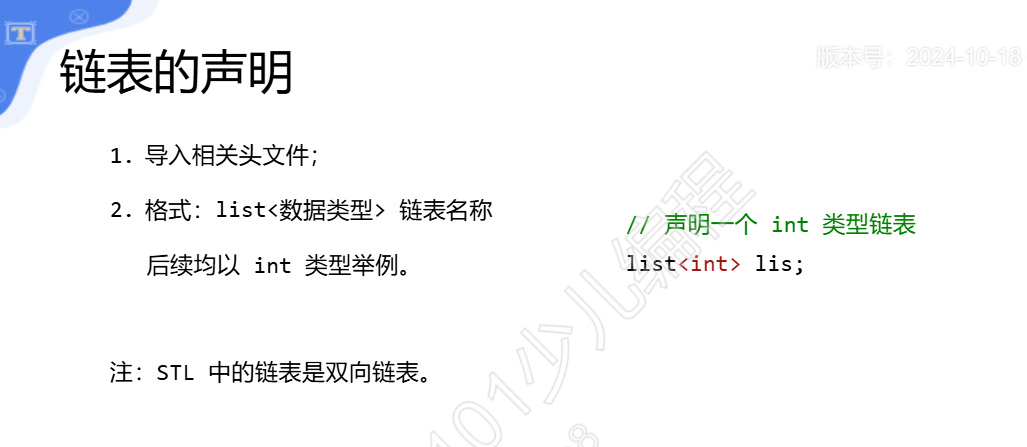 T
链表的声明
版本号：2024-10-18
1. 导入相关头文件；
2. 格式：list<数据类型> 链表名称
后续均以 int 类型举例。
// 声明一个 int 类型链表
list<int> lis;
注：STL 中的链表是双向链表。
101少儿编程